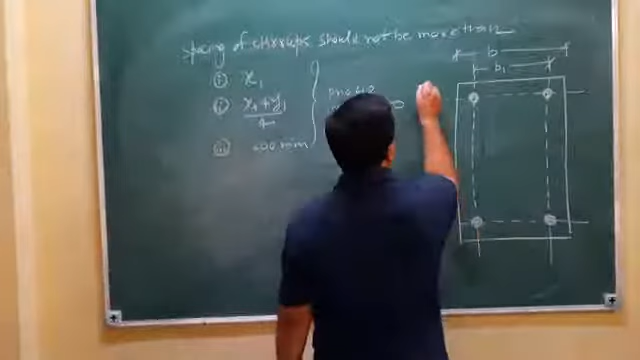 Spacing of stirrups should not be more than
(i) x₁
(ii) x₁+y₁
4
(iii) 300 mm
b
b₁